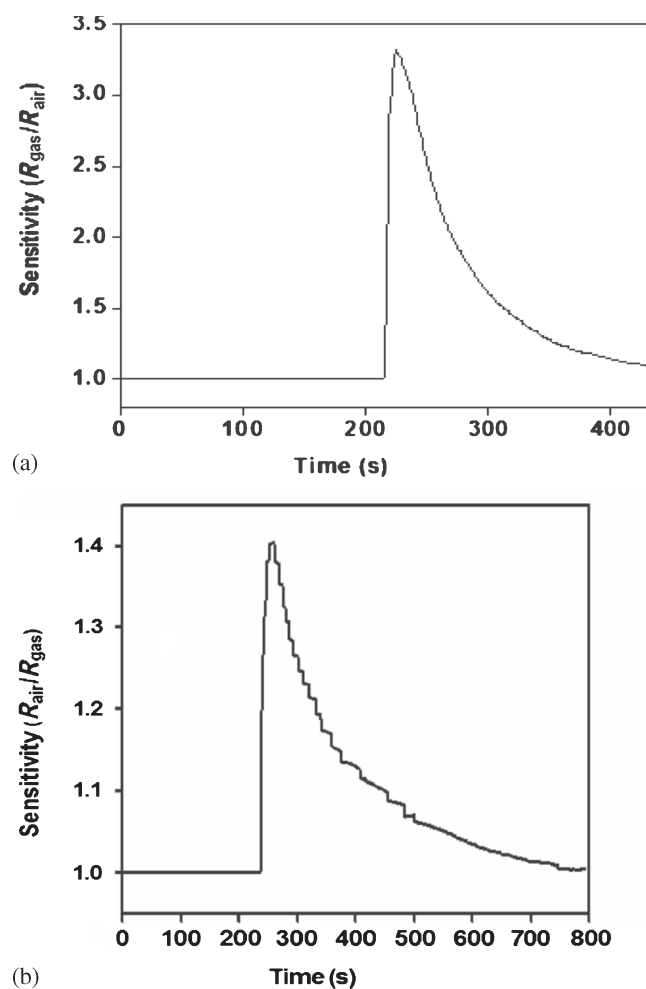 3.5
3.0
2.5
2.0
1.5
1.0
Sensitivity (Rgas/Rair)
0 100 200 300 400
Time (s)
(a)
1.4
1.3
1.2
1.1
1.0
Sensitivity (Rair/Rgas)
0 100 200 300 400 500 600 700 800
Time (s)
(b)